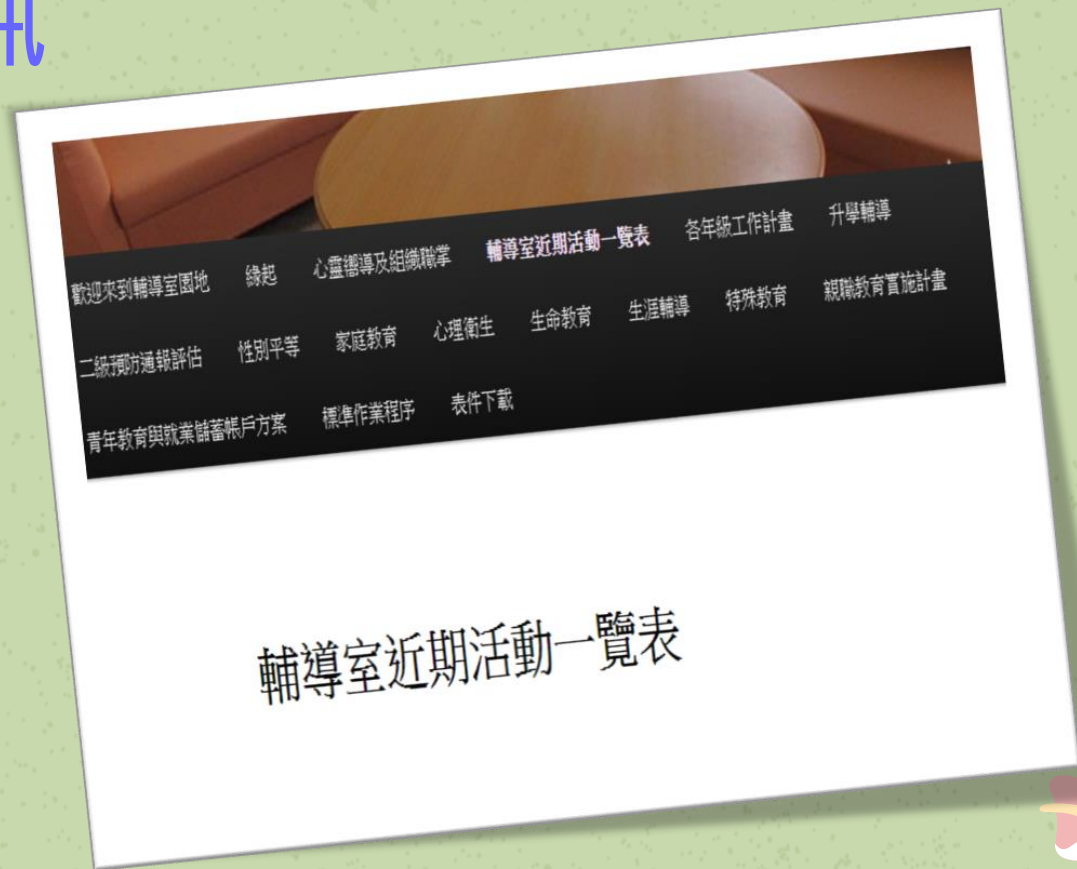 訊
歡迎來到輔導室園地 緣起 心靈嚮導及組織職掌 輔導室近期活動一覽表 各年級工作計畫 升學輔導
二級預防通報評估 性別平等 家庭教育 心理衛生 生命教育 生涯輔導 特殊教育 親職教育實施計畫
青年教育與就業儲蓄帳戶方案 標準作業程序 表件下載
輔導室近期活動一覽表